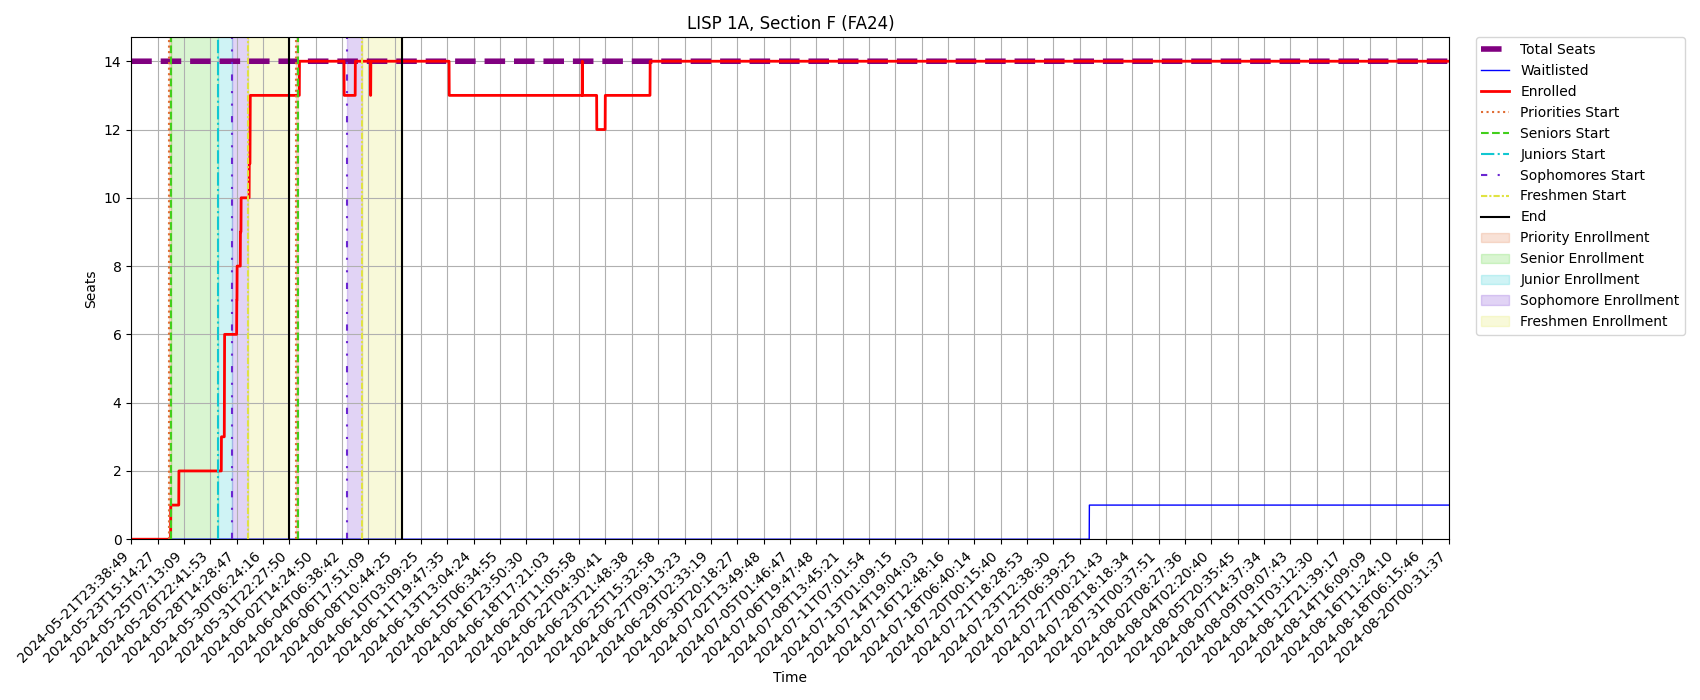 LISP 1A, Section F (FA24)
Total Seats
Waitlisted
Enrolled
Priorities Start
Seniors Start
Juniors Start
Sophomores Start
Freshmen Start
End
Priority Enrollment
Senior Enrollment
Junior Enrollment
Sophomore Enrollment
Freshmen Enrollment
Seats
14
12
10
8
6
4
2
0
2024-05-21T23:38:49
2024-05-23T15:14:27
2024-05-25T07:13:09
2024-05-26T22:41:53
2024-05-28T14:28:47
2024-05-30T06:24:16
2024-05-31T22:27:50
2024-06-02T14:24:50
2024-06-04T06:38:42
2024-06-06T17:51:09
2024-06-08T10:44:25
2024-06-10T03:09:25
2024-06-11T19:47:35
2024-06-13T13:04:24
2024-06-15T06:34:55
2024-06-16T23:50:30
2024-06-18T17:21:03
2024-06-20T11:05:58
2024-06-22T04:30:41
2024-06-23T21:48:38
2024-06-25T15:32:58
2024-06-27T09:13:23
2024-06-29T02:33:19
2024-06-30T20:18:27
2024-07-02T13:49:48
2024-07-05T01:46:47
2024-07-06T19:47:48
2024-07-08T13:45:21
2024-07-11T07:01:54
2024-07-13T01:09:15
2024-07-14T19:04:03
2024-07-16T12:48:16
2024-07-18T06:40:14
2024-07-20T00:15:40
2024-07-21T18:28:53
2024-07-23T12:38:30
2024-07-25T06:39:25
2024-07-27T00:21:43
2024-07-28T18:18:34
2024-07-31T00:37:51
2024-08-02T08:27:36
2024-08-04T02:20:40
2024-08-05T20:35:45
2024-08-07T14:37:34
2024-08-09T09:07:43
2024-08-11T03:12:30
2024-08-12T21:39:17
2024-08-14T16:09:09
2024-08-16T11:24:10
2024-08-18T06:15:46
2024-08-20T00:31:37
Time